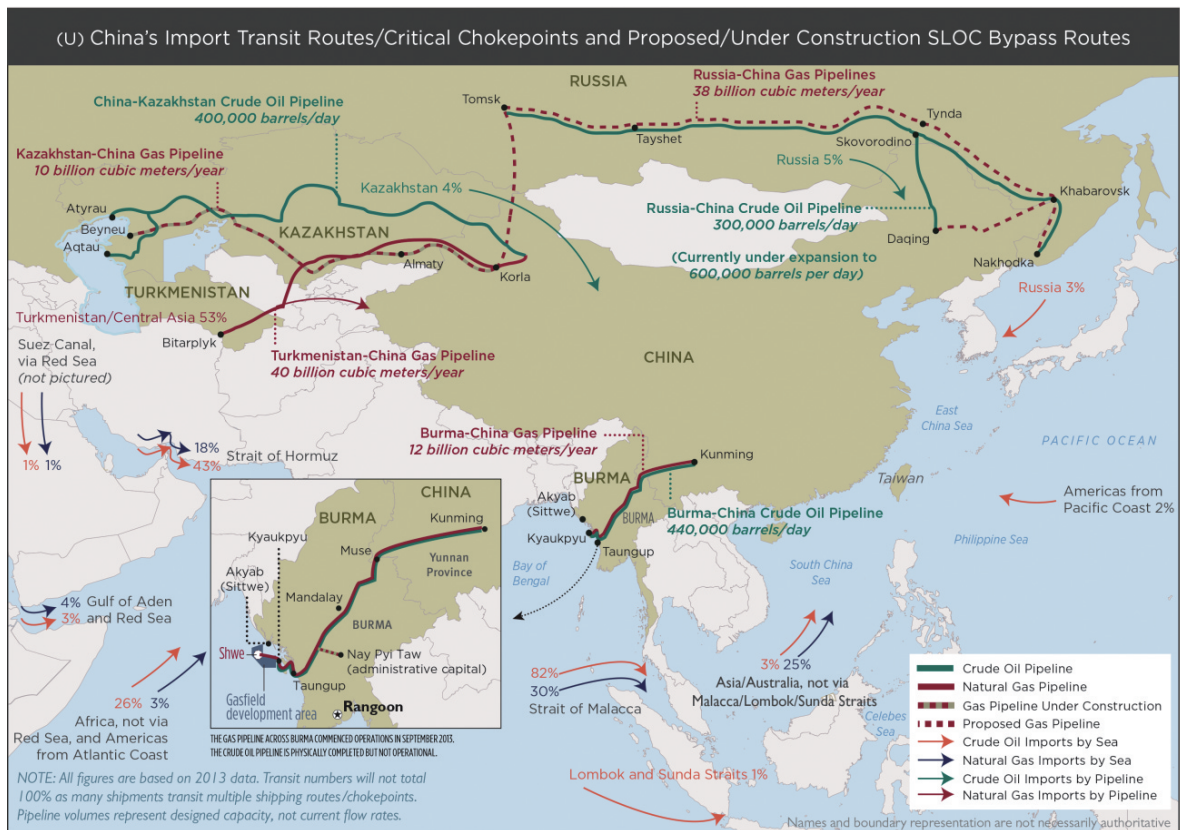 (U) China's Import Transit Routes/Critical Chokepoints and Proposed/Under Construction SLOC Bypass Routes
RUSSIA
Russia-China Gas Pipelines
38 billion cubic meters/year
China-Kazakhstan Crude Oil Pipeline
400,000 barrels/day
Tomsk
Tayshet
Tynda
Skovorodino
Kazakhstan-China Gas Pipeline
10 billion cubic meters/year
Kazakhstan 4%
Russia 5%
Khabarovsk
Atyrau
Beyneu
Aqtau
KAZAKHSTAN
Almaty
Korla
Russia-China Crude Oil Pipeline
300,000 barrels/day
Daqing
(Currently under expansion to
600,000 barrels per day)
Nakhodka
Russia 3%
TURKMENISTAN
Turkmenistan/Central Asia 53%
Bitarplyk
Suez Canal,
via Red Sea
(not pictured)
1% 1%
Turkmenistan-China Gas Pipeline
40 billion cubic meters/year
CHINA
East
China Sea
PACIFIC OCEAN
18%
43%
Strait of Hormuz
Burma-China Gas Pipeline
12 billion cubic meters/year
Kunming
BURMA
Akyab
(Sittwe)
BURMA
Kyaukpyu
Taungup
Burma-China Crude Oil Pipeline
440,000 barrels/day
Taiwan
Americas from
Pacific Coast 2%
Philippine Sea
Bay of
Bengal
South China
Sea
CHINA
BURMA
Kunming
Kyaukpyu
Muse
Yunnan
Province
Akyab
(Sittwe)
Mandalay
BURMA
Shwe
Nay Pyi Taw
(administrative capital)
Taungup
Gasfield
development area
Rangoon
THE GAS PIPELINE ACROSS BURMA COMMENCED OPERATIONS IN SEPTEMBER 2013.
THE CRUDE OIL PIPELINE IS PHYSICALLY COMPLETED BUT NOT OPERATIONAL.
4%
3%
Gulf of Aden
and Red Sea
26% 3%
Africa, not via
Red Sea, and Americas
from Atlantic Coast
82%
30%
Strait of Malacca
3% 25%
Asia/Australia, not via
Malacca/Lombok/Sunda Straits
Celebes
Sea
Lombok and Sunda Straits 1%
Crude Oil Pipeline
Natural Gas Pipeline
Gas Pipeline Under Construction
Proposed Gas Pipeline
Crude Oil Imports by Sea
Natural Gas Imports by Sea
Crude Oil Imports by Pipeline
Natural Gas Imports by Pipeline
NOTE: All figures are based on 2013 data. Transit numbers will not total
100% as many shipments transit multiple shipping routes/chokepoints.
Pipeline volumes represent designed capacity, not current flow rates.
Names and boundary representation are not necessarily authoritative